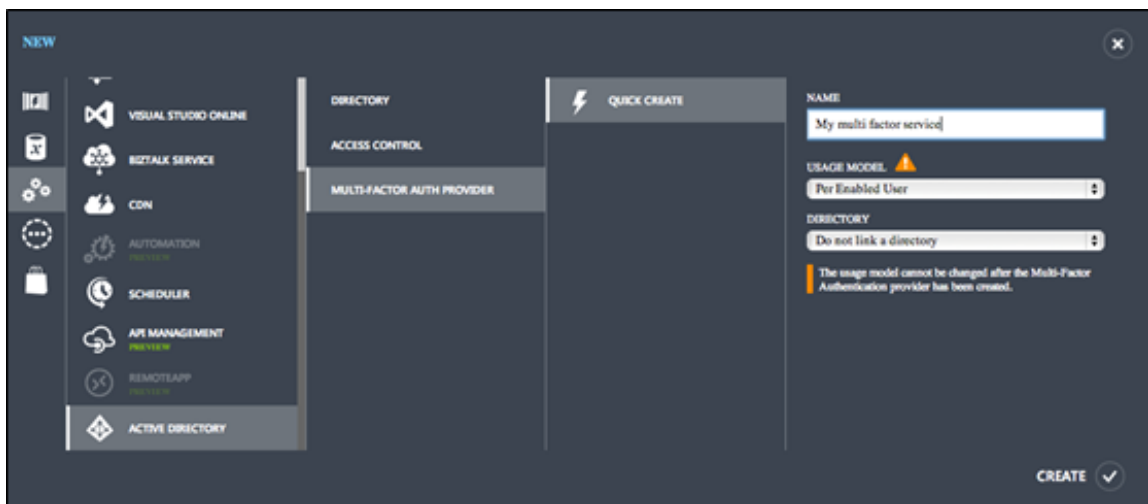 NEW
VISUAL STUDIO ONLINE
BIZTALK SERVICE
CDN
AUTOMATION
PREVIEW
SCHEDULER
API MANAGEMENT
PREVIEW
REMOTEAPP
PREVIEW
ACTIVE DIRECTORY
DIRECTORY
ACCESS CONTROL
MULTI-FACTOR AUTH PROVIDER
QUICK CREATE
NAME
My multi factor service
USAGE MODEL
Per Enabled User
DIRECTORY
Do not link a directory
The usage model cannot be changed after the Multi-Factor
Authentication provider has been created.
CREATE